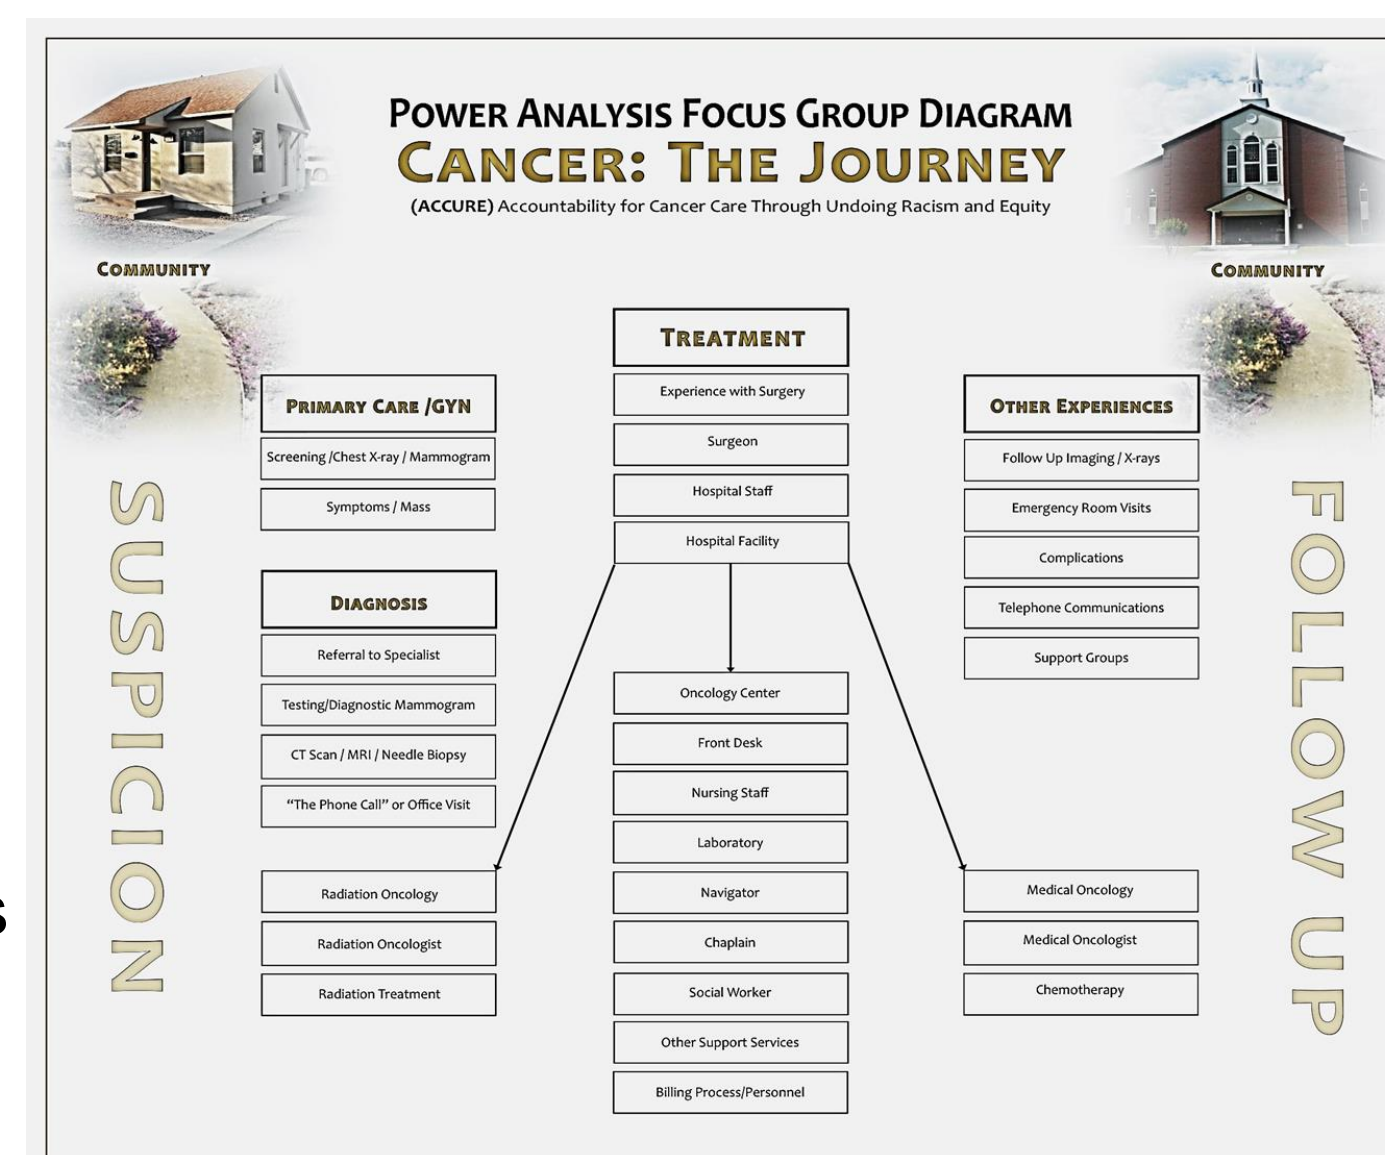 POWER ANALYSIS FOCUS GROUP DIAGRAM
CANCER: THE JOURNEY
(ACCURE) Accountability for Cancer Care Through Undoing Racism and Equity
COMMUNITY
COMMUNITY
SUSPICION
PRIMARY CARE /GYN
Screening /Chest X-ray / Mammogram
Symptoms / Mass
DIAGNOSIS
Referral to Specialist
Testing/Diagnostic Mammogram
CT Scan / MRI / Needle Biopsy
“The Phone Call” or Office Visit
Radiation Oncology
Radiation Oncologist
Radiation Treatment
TREATMENT
Experience with Surgery
Surgeon
Hospital Staff
Hospital Facility
Oncology Center
Front Desk
Nursing Staff
Laboratory
Navigator
Chaplain
Social Worker
Other Support Services
Billing Process/Personnel
OTHER EXPERIENCES
Follow Up Imaging / X-rays
Emergency Room Visits
Complications
Telephone Communications
Support Groups
Medical Oncology
Medical Oncologist
Chemotherapy
FOLLOW UP
s